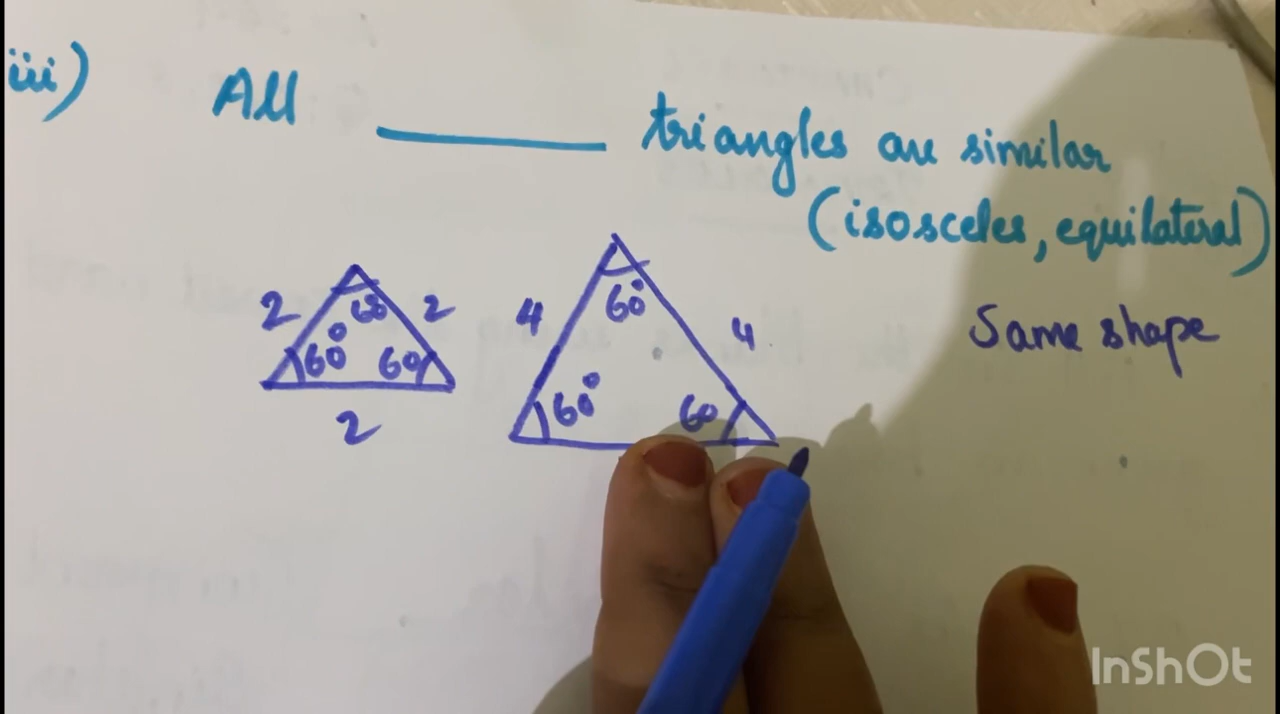 iii) All ______ triangles are similar
(isosceles, equilateral)
Same shape
2 60° 2
60° 60
2
4 60° 4
60° 60
InShOt